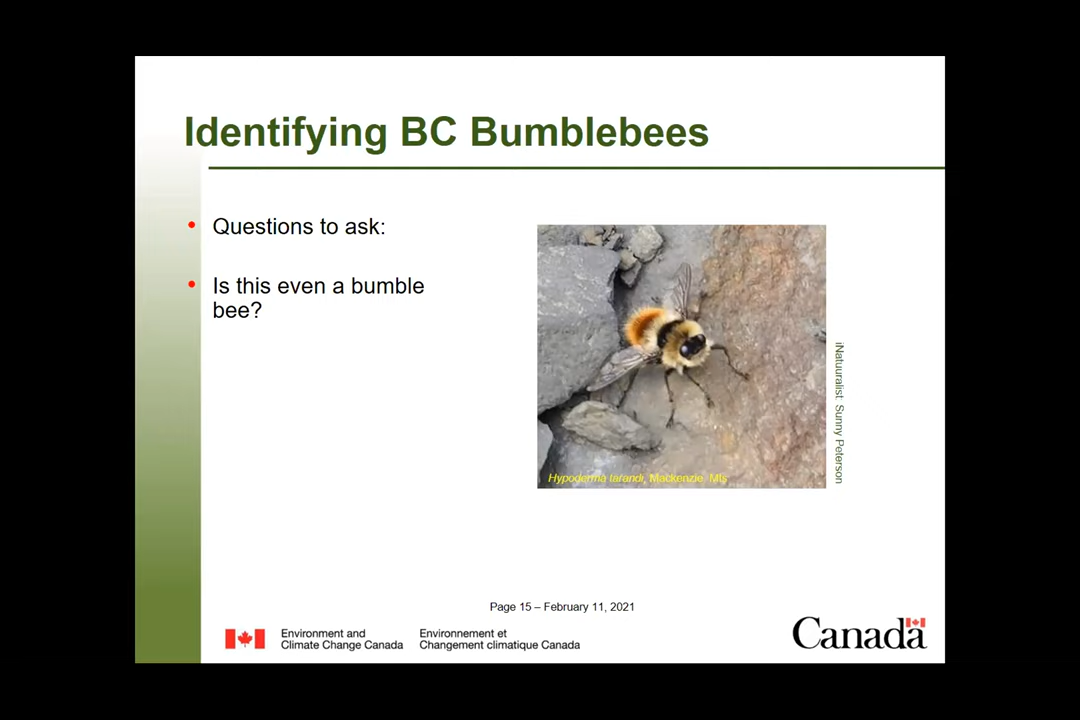 Identifying BC Bumblebees
• Questions to ask:
• Is this even a bumble
bee?
Hypoderma tarandi, Mackenzie Mts
iNatuuralist: Sunny Peterson
Page 15 – February 11, 2021
Environment and
Climate Change Canada
Environnement et
Changement climatique Canada
Canada